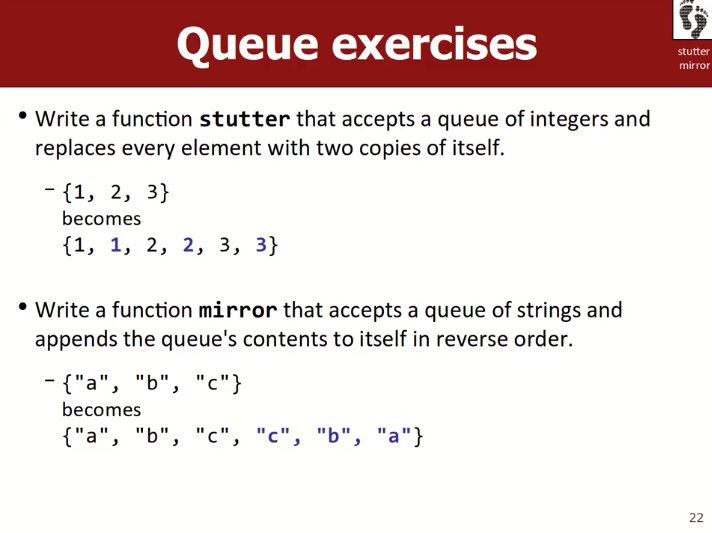 Queue exercises
stutter
mirror
• Write a function stutter that accepts a queue of integers and
replaces every element with two copies of itself.
– {1, 2, 3}
becomes
{1, 1, 2, 2, 3, 3}
• Write a function mirror that accepts a queue of strings and
appends the queue's contents to itself in reverse order.
– {"a", "b", "c"}
becomes
{"a", "b", "c", "c", "b", "a"}
22